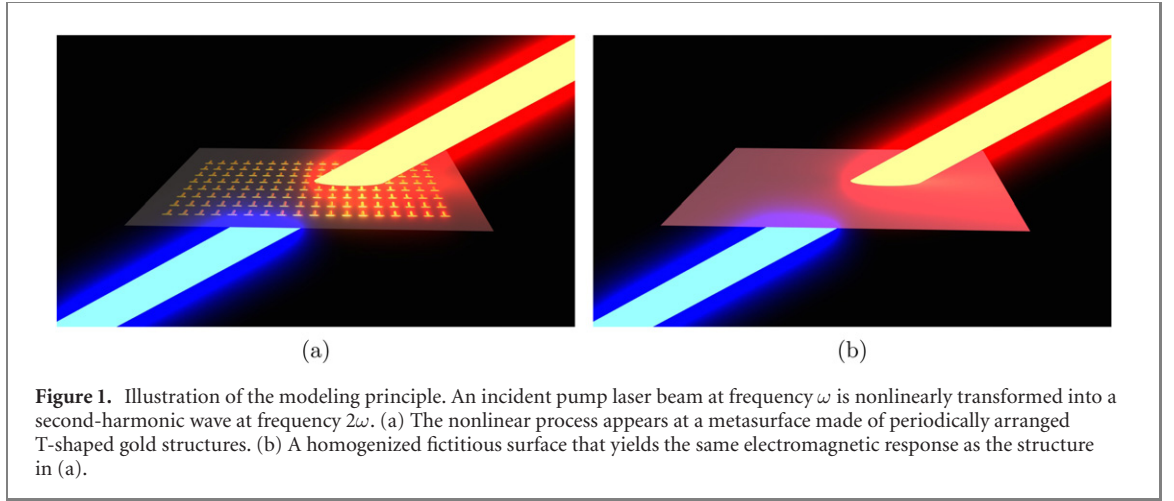 (a)
(b)
Figure 1. Illustration of the modeling principle. An incident pump laser beam at frequency ω is nonlinearly transformed into a
second-harmonic wave at frequency 2ω. (a) The nonlinear process appears at a metasurface made of periodically arranged
T-shaped gold structures. (b) A homogenized fictitious surface that yields the same electromagnetic response as the structure
in (a).